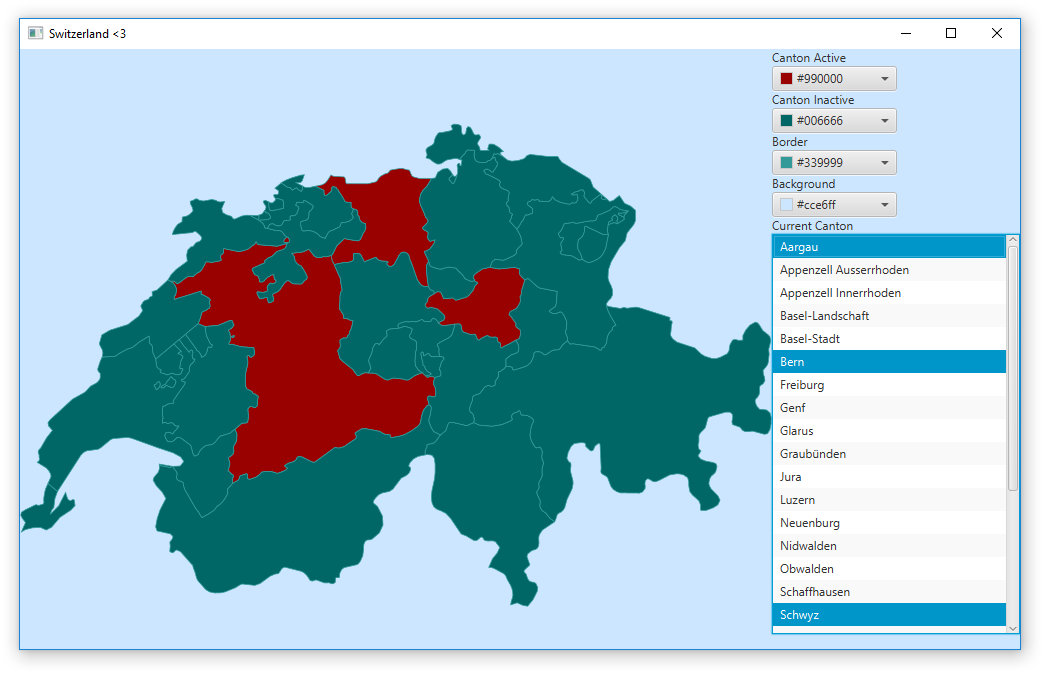 Switzerland <3
Canton Active
#990000
Canton Inactive
#006666
Border
#339999
Background
#cce6ff
Current Canton
Aargau
Appenzell Ausserrhoden
Appenzell Innerrhoden
Basel-Landschaft
Basel-Stadt
Bern
Freiburg
Genf
Glarus
Graubünden
Jura
Luzern
Neuenburg
Nidwalden
Obwalden
Schaffhausen
Schwyz